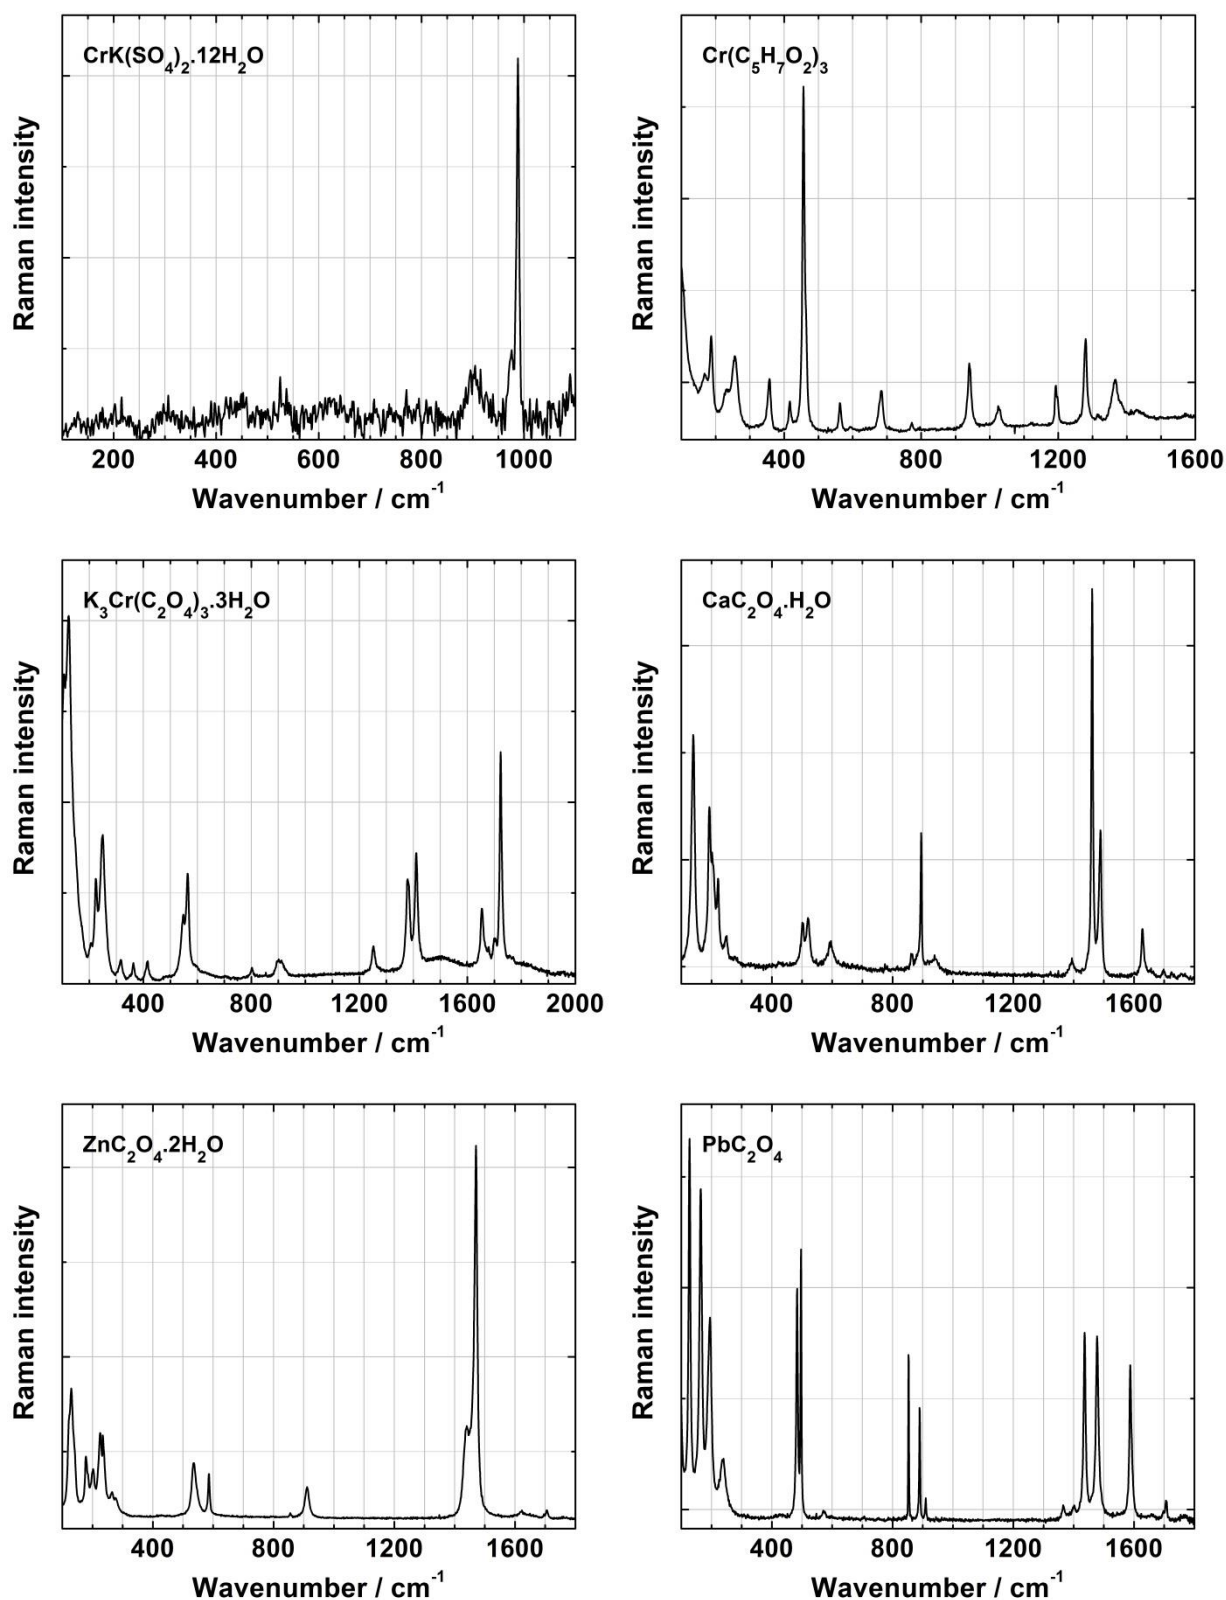 CrK(SO₄)₂.12H₂O
Raman intensity
200 400 600 800 1000
Wavenumber / cm⁻¹
Cr(C₅H₇O₂)₃
Raman intensity
400 800 1200 1600
Wavenumber / cm⁻¹
K₃Cr(C₂O₄)₃.3H₂O
Raman intensity
400 800 1200 1600 2000
Wavenumber / cm⁻¹
CaC₂O₄.H₂O
Raman intensity
400 800 1200 1600
Wavenumber / cm⁻¹
ZnC₂O₄.2H₂O
Raman intensity
400 800 1200 1600
Wavenumber / cm⁻¹
PbC₂O₄
Raman intensity
400 800 1200 1600
Wavenumber / cm⁻¹